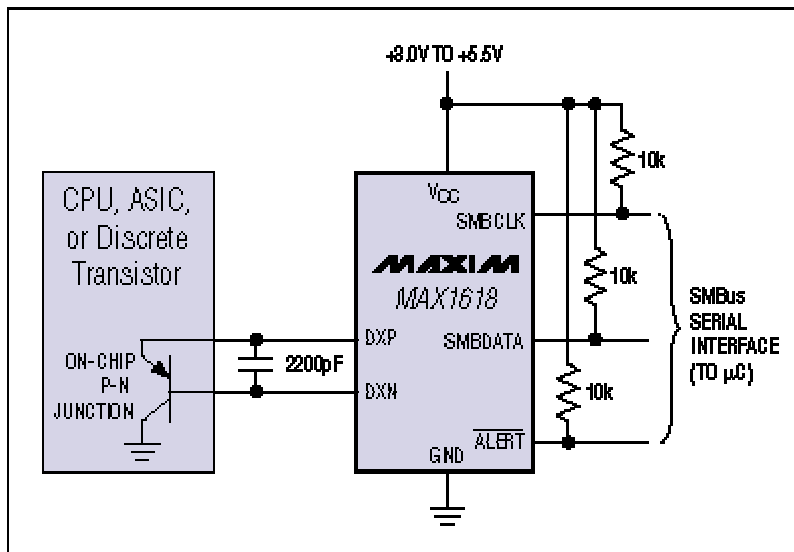 +3.0V TO +5.5V
10k
CPU, ASIC,
or Discrete
Transistor
VCC
SMBCLK
MAXIM
MAX1618
10k
SMBus
SERIAL
INTERFACE
(TO µC)
DXP
SMBDATA
ON-CHIP
P-N
JUNCTION
2200pF
DXN
10k
ALERT
GND